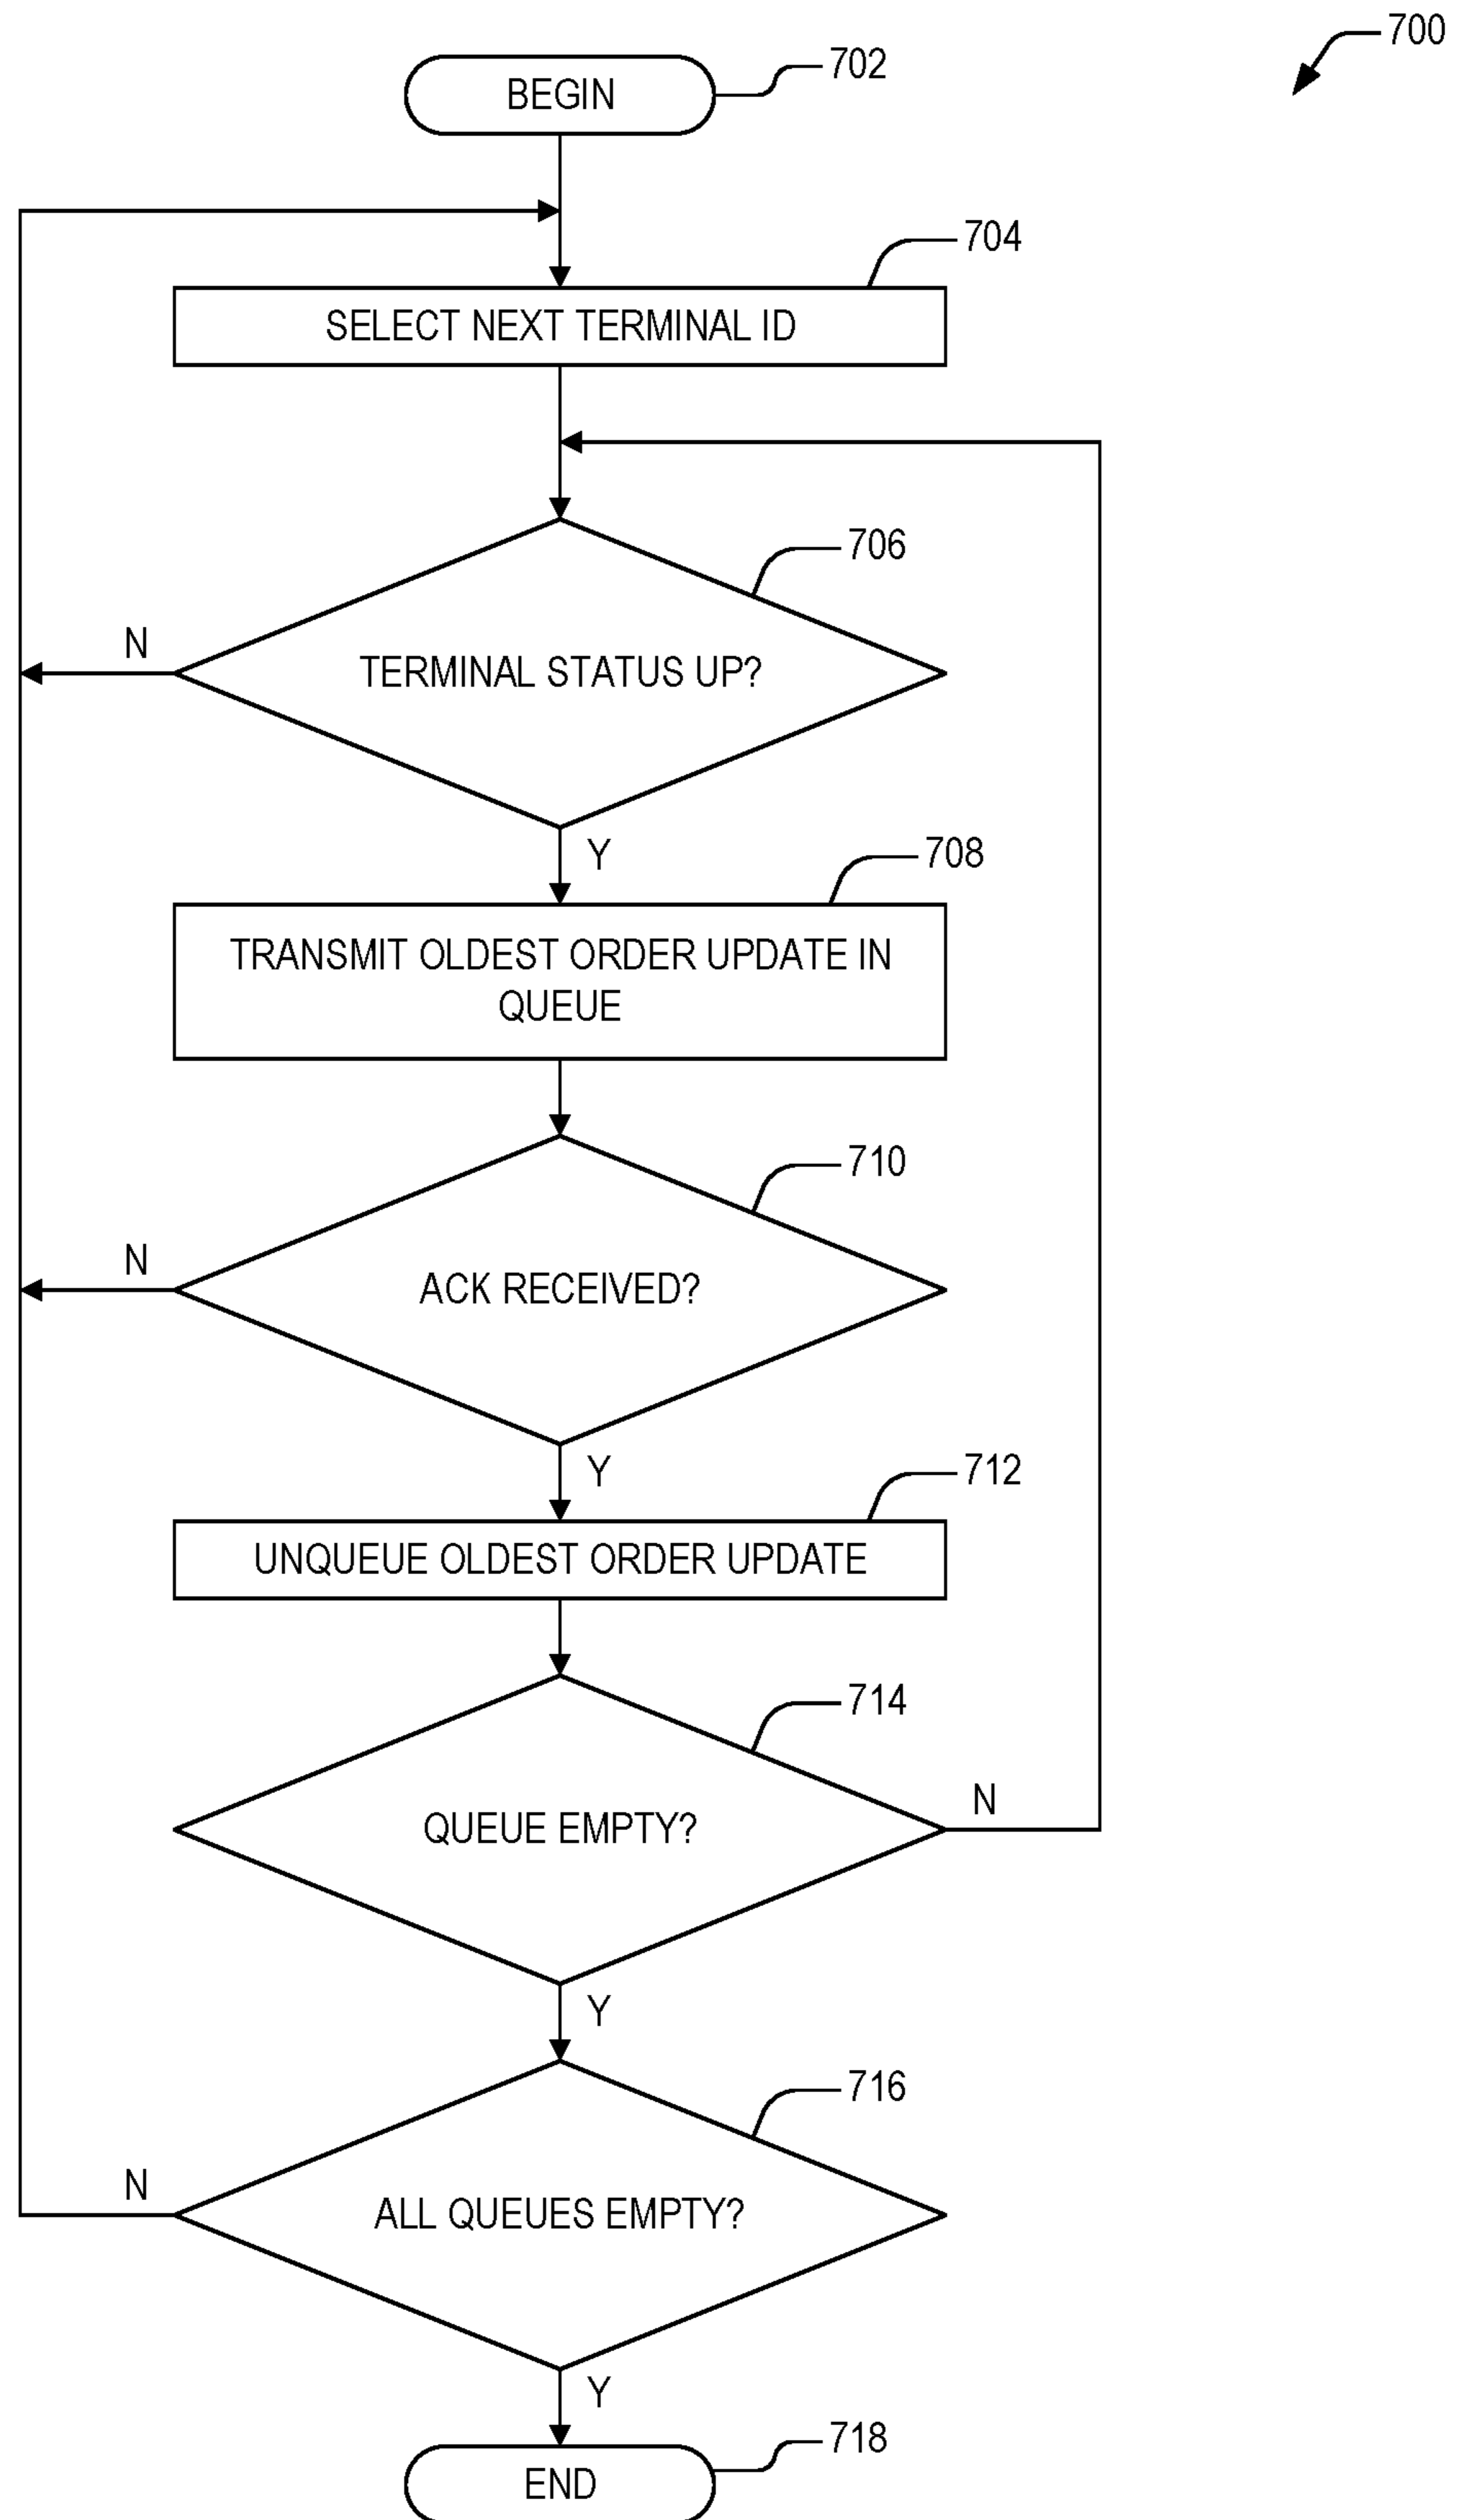 700
702
BEGIN
704
SELECT NEXT TERMINAL ID
706
N
TERMINAL STATUS UP?
Y
708
TRANSMIT OLDEST ORDER UPDATE IN
QUEUE
710
N
ACK RECEIVED?
Y
712
UNQUEUE OLDEST ORDER UPDATE
714
N
QUEUE EMPTY?
Y
716
N
ALL QUEUES EMPTY?
Y
718
END